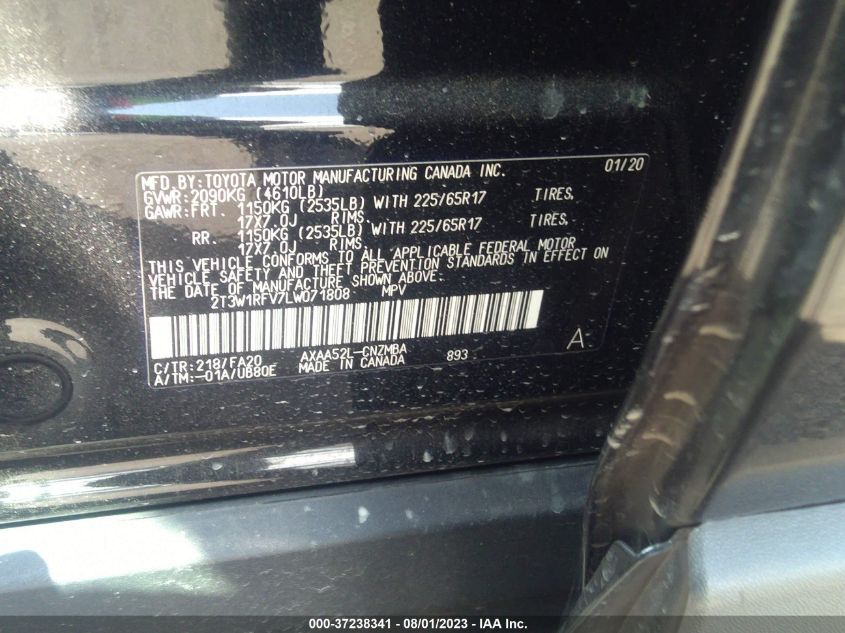 MFD. BY: TOYOTA MOTOR MANUFACTURING CANADA INC. 01/20
GVWR: 2090KG (4610LB)
GAWR: FRT. 1150KG (2535LB) WITH 225/65R17 TIRES,
17X7.0J RIMS,
RR. 1150KG (2535LB) WITH 225/65R17 TIRES,
17X7.0J RIMS.
THIS VEHICLE CONFORMS TO ALL APPLICABLE FEDERAL MOTOR
VEHICLE SAFETY AND THEFT PREVENTION STANDARDS IN EFFECT ON
THE DATE OF MANUFACTURE SHOWN ABOVE.
2T3W1RFV7LW071808 MPV
C/TR: 218/FA20 AXAA52L-CNZMBA 893 A
A/TM: -01A/UB80E MADE IN CANADA
000-37238341 - 08/01/2023 - IAA Inc.